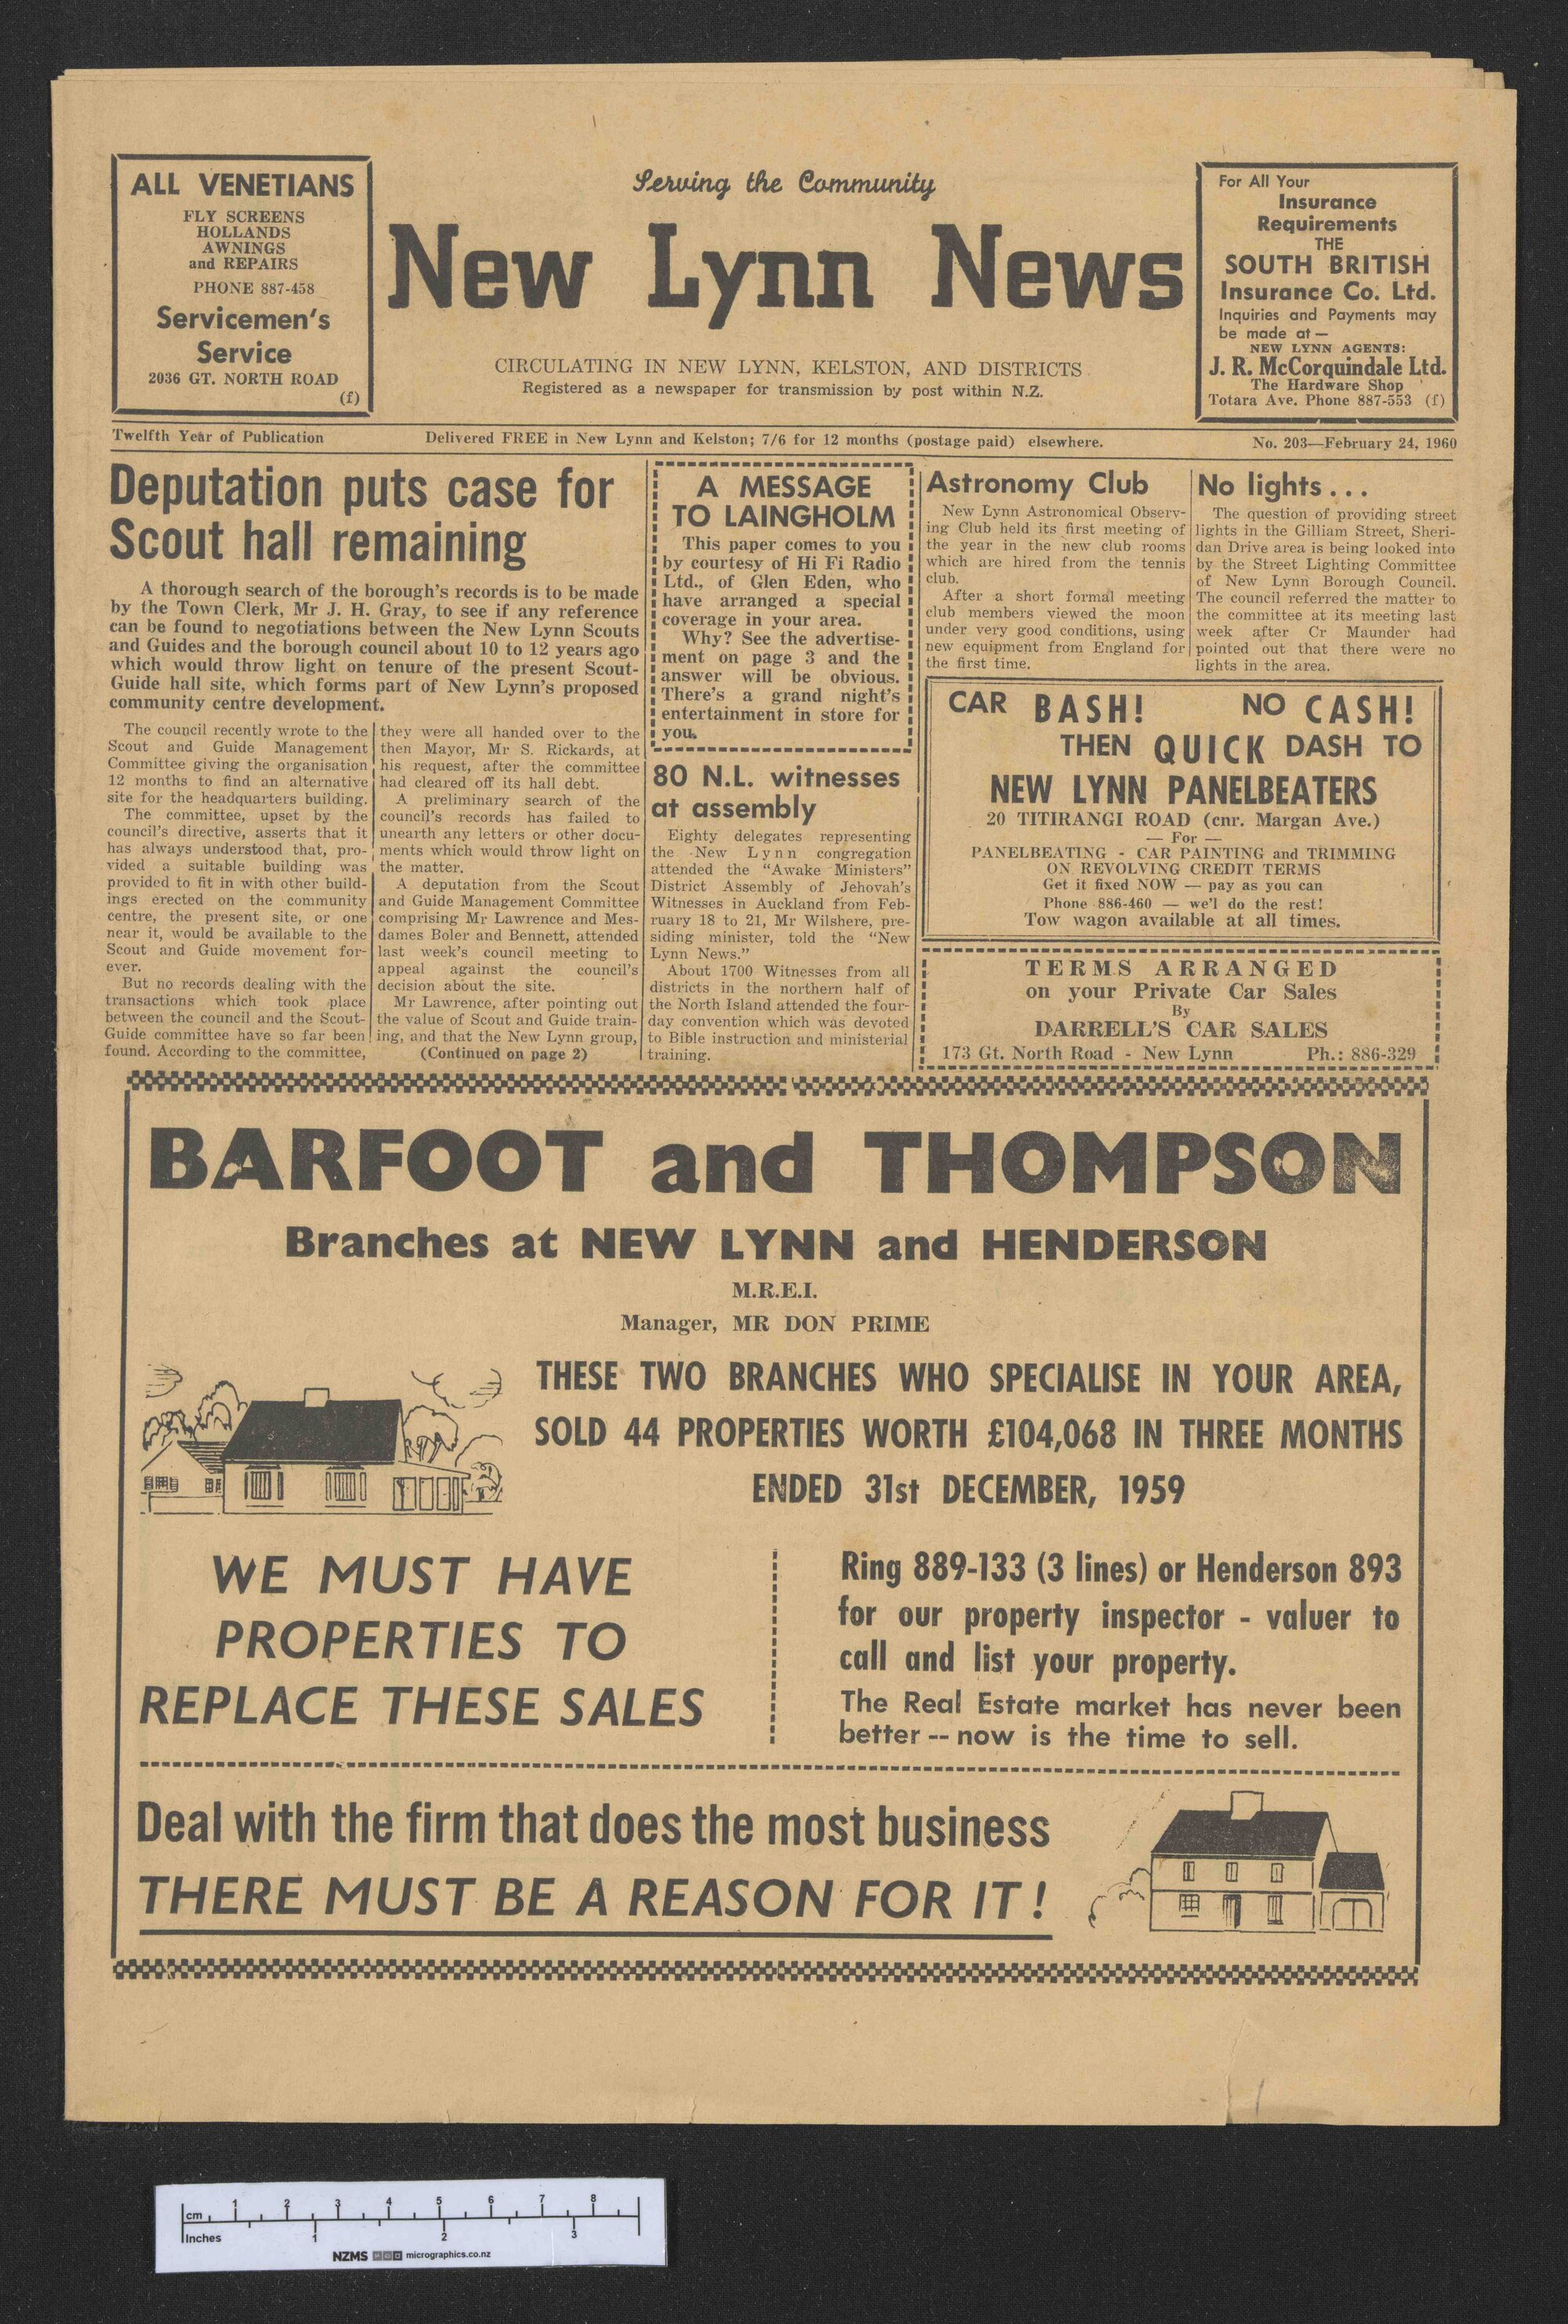 ALL VENETIANS
FLY SCREENS
HOLLANDS
AWNINGS
and REPAIRS
PHONE 887-458
Servicemen's
Service
2036 GT. NORTH ROAD
(f)
Serving the Community
New Lynn News
CIRCULATING IN NEW LYNN, KELSTON, AND DISTRICTS
Registered as a newspaper for transmission by post within N.Z.
For All Your
Insurance
Requirements
THE
SOUTH BRITISH
Insurance Co. Ltd.
Inquiries and Payments may
be made at —
NEW LYNN AGENTS:
J. R. McCorquindale Ltd.
The Hardware Shop
Totara Ave. Phone 887-553 (f)
Twelfth Year of Publication
Delivered FREE in New Lynn and Kelston; 7/6 for 12 months (postage paid) elsewhere.
No. 203—February 24, 1960
Deputation puts case for
Scout hall remaining
A thorough search of the borough's records is to be made
by the Town Clerk, Mr J. H. Gray, to see if any reference
can be found to negotiations between the New Lynn Scouts
and Guides and the borough council about 10 to 12 years ago
which would throw light on tenure of the present Scout-
Guide hall site, which forms part of New Lynn's proposed
community centre development.
The council recently wrote to the
Scout and Guide Management
Committee giving the organisation
12 months to find an alternative
site for the headquarters building.
The committee, upset by the
council's directive, asserts that it
has always understood that, pro-
vided a suitable building was
provided to fit in with other build-
ings erected on the community
centre, the present site, or one
near it, would be available to the
Scout and Guide movement for-
ever.
But no records dealing with the
transactions which took place
between the council and the Scout-
Guide committee have so far been
found. According to the committee,
they were all handed over to the
then Mayor, Mr S. Rickards, at
his request, after the committee
had cleared off its hall debt.
A preliminary search of the
council's records has failed to
unearth any letters or other docu-
ments which would throw light on
the matter.
A deputation from the Scout
and Guide Management Committee
comprising Mr Lawrence and Mes-
dames Boler and Bennett, attended
last week's council meeting to
appeal against the council's
decision about the site.
Mr Lawrence, after pointing out
the value of Scout and Guide train-
ing, and that the New Lynn group,
(Continued on page 2)
A MESSAGE
TO LAINGHOLM
This paper comes to you
by courtesy of Hi Fi Radio
Ltd., of Glen Eden, who
have arranged a special
coverage in your area.
Why? See the advertise-
ment on page 3 and the
answer will be obvious.
There's a grand night's
entertainment in store for
you.
80 N.L. witnesses
at assembly
Eighty delegates representing
the New Lynn congregation
attended the "Awake Ministers"
District Assembly of Jehovah's
Witnesses in Auckland from Feb-
ruary 18 to 21, Mr Wilshere, pre-
siding minister, told the "New
Lynn News."
About 1700 Witnesses from all
districts in the northern half of
the North Island attended the four-
day convention which was devoted
to Bible instruction and ministerial
training.
Astronomy Club
New Lynn Astronomical Observ-
ing Club held its first meeting of
the year in the new club rooms
which are hired from the tennis
club.
After a short formal meeting
club members viewed the moon
under very good conditions, using
new equipment from England for
the first time.
No lights...
The question of providing street
lights in the Gilliam Street, Sheri-
dan Drive area is being looked into
by the Street Lighting Committee
of New Lynn Borough Council.
The council referred the matter to
the committee at its meeting last
week after Cr Maunder had
pointed out that there were no
lights in the area.
CAR BASH! NO CASH!
THEN QUICK DASH TO
NEW LYNN PANELBEATERS
20 TITIRANGI ROAD (cnr. Margan Ave.)
— For —
PANELBEATING - CAR PAINTING and TRIMMING
ON REVOLVING CREDIT TERMS
Get it fixed NOW — pay as you can
Phone 886-460 — we'l do the rest!
Tow wagon available at all times.
TERMS ARRANGED
on your Private Car Sales
By
DARRELL'S CAR SALES
173 Gt. North Road - New Lynn Ph.: 886-329
BARFOOT and THOMPSON
Branches at NEW LYNN and HENDERSON
M.R.E.I.
Manager, MR DON PRIME
THESE TWO BRANCHES WHO SPECIALISE IN YOUR AREA,
SOLD 44 PROPERTIES WORTH £104,068 IN THREE MONTHS
ENDED 31st DECEMBER, 1959
WE MUST HAVE
PROPERTIES TO
REPLACE THESE SALES
Ring 889-133 (3 lines) or Henderson 893
for our property inspector - valuer to
call and list your property.
The Real Estate market has never been
better -- now is the time to sell.
Deal with the firm that does the most business
THERE MUST BE A REASON FOR IT!
cm 1 2 3 4 5 6 7 8
Inches 1 2 3
NZMS micrographics.co.nz